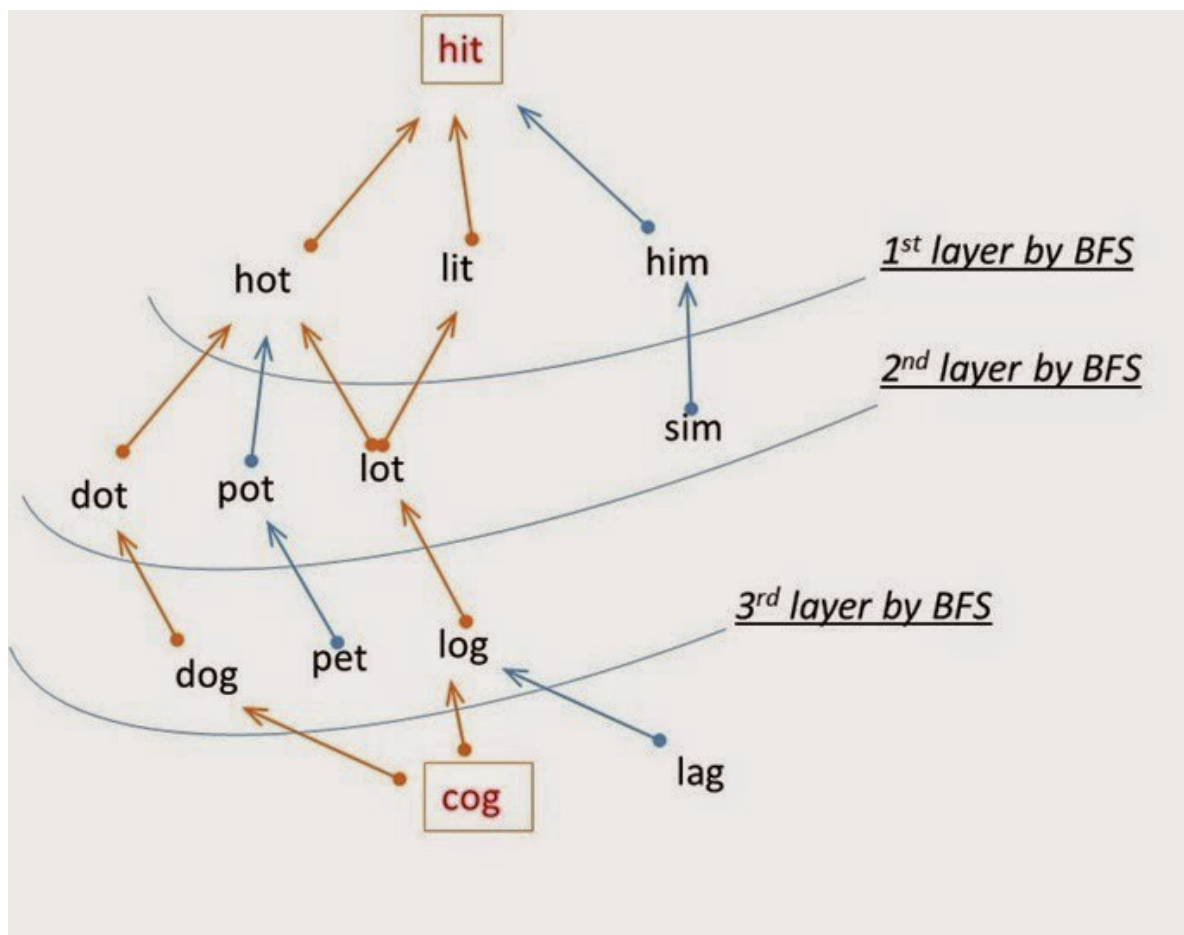 hit
hot
lit
him
1st layer by BFS
2nd layer by BFS
dot
pot
lot
sim
3rd layer by BFS
dog
pet
log
cog
lag